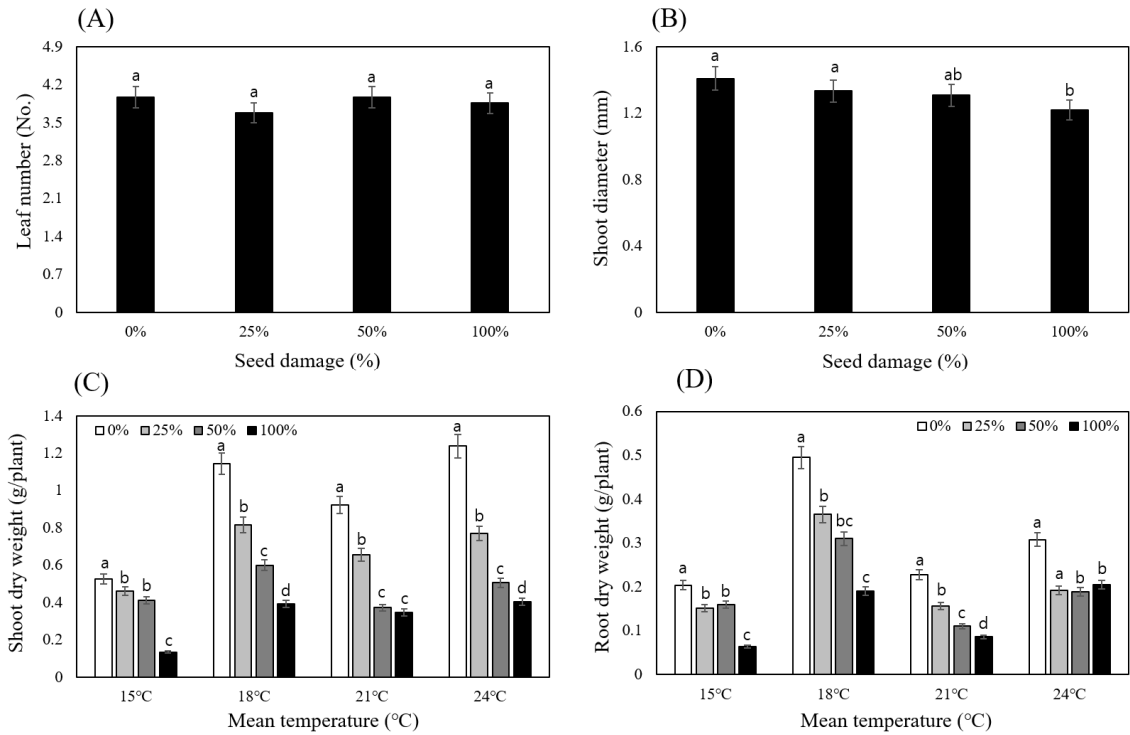 (A)
4.9
4.2
3.5
2.8
2.1
1.4
0.7
0
Leaf number (No.)
a
a
a
a
0%
25%
50%
100%
Seed damage (%)
(B)
1.6
1.2
0.8
0.4
0
Shoot diameter (mm)
a
a
ab
b
0%
25%
50%
100%
Seed damage (%)
(C)
1.4
1.2
1
0.8
0.6
0.4
0.2
0
Shoot dry weight (g/plant)
0% 25% 50% 100%
a b b c
a b c d
a b c c
a b c d
15℃
18℃
21℃
24℃
Mean temperature (℃)
(D)
0.6
0.5
0.4
0.3
0.2
0.1
0
Root dry weight (g/plant)
0% 25% 50% 100%
a b b c
a b bc c
a b c d
a a b b
15℃
18℃
21℃
24℃
Mean temperature (℃)